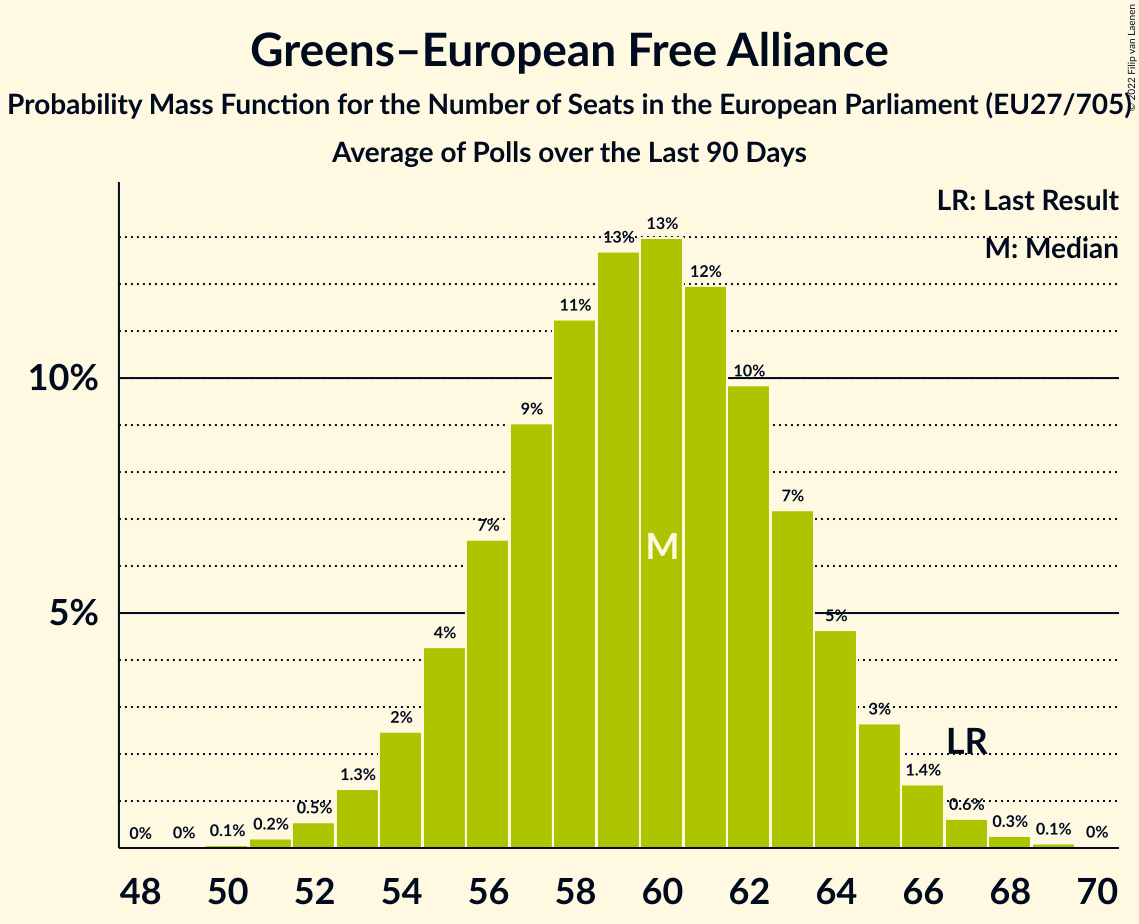 Greens–European Free Alliance
Probability Mass Function for the Number of Seats in the European Parliament (EU27/705)
Average of Polls over the Last 90 Days
© 2022 Filip van Laenen
LR: Last Result
M: Median
10%
5%
0%
0%
0.1%
0.2%
0.5%
1.3%
2%
4%
7%
9%
11%
13%
13%
12%
10%
7%
5%
3%
1.4%
0.6%
0.3%
0.1%
0%
M
LR
48 50 52 54 56 58 60 62 64 66 68 70